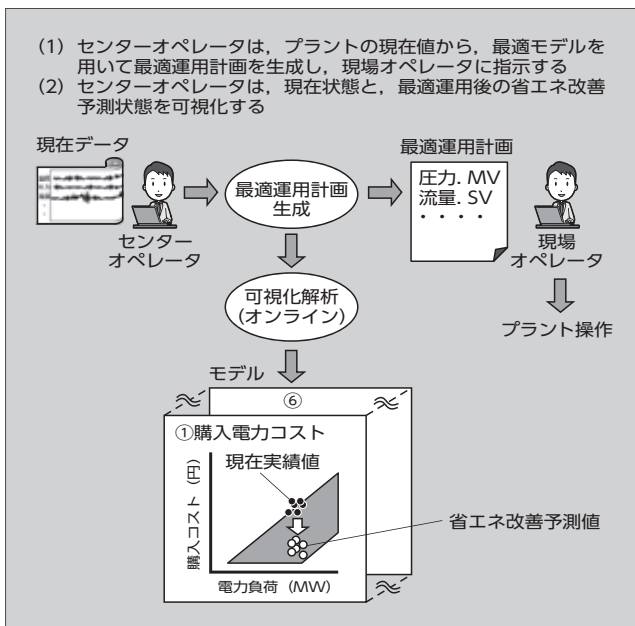 (1) センターオペレータは，プラントの現在値から，最適モデルを
用いて最適運用計画を生成し，現場オペレータに指示する
(2) センターオペレータは，現在状態と，最適運用後の省エネ改善
予測状態を可視化する
現在データ
最適運用計画
センター
オペレータ
最適運用計画
生成
圧力. MV
流量. SV
・・・・
現場
オペレータ
可視化解析
(オンライン)
プラント操作
モデル
⑥
①購入電力コスト
現在実績値
購入コスト (円)
省エネ改善予測値
電力負荷 (MW)